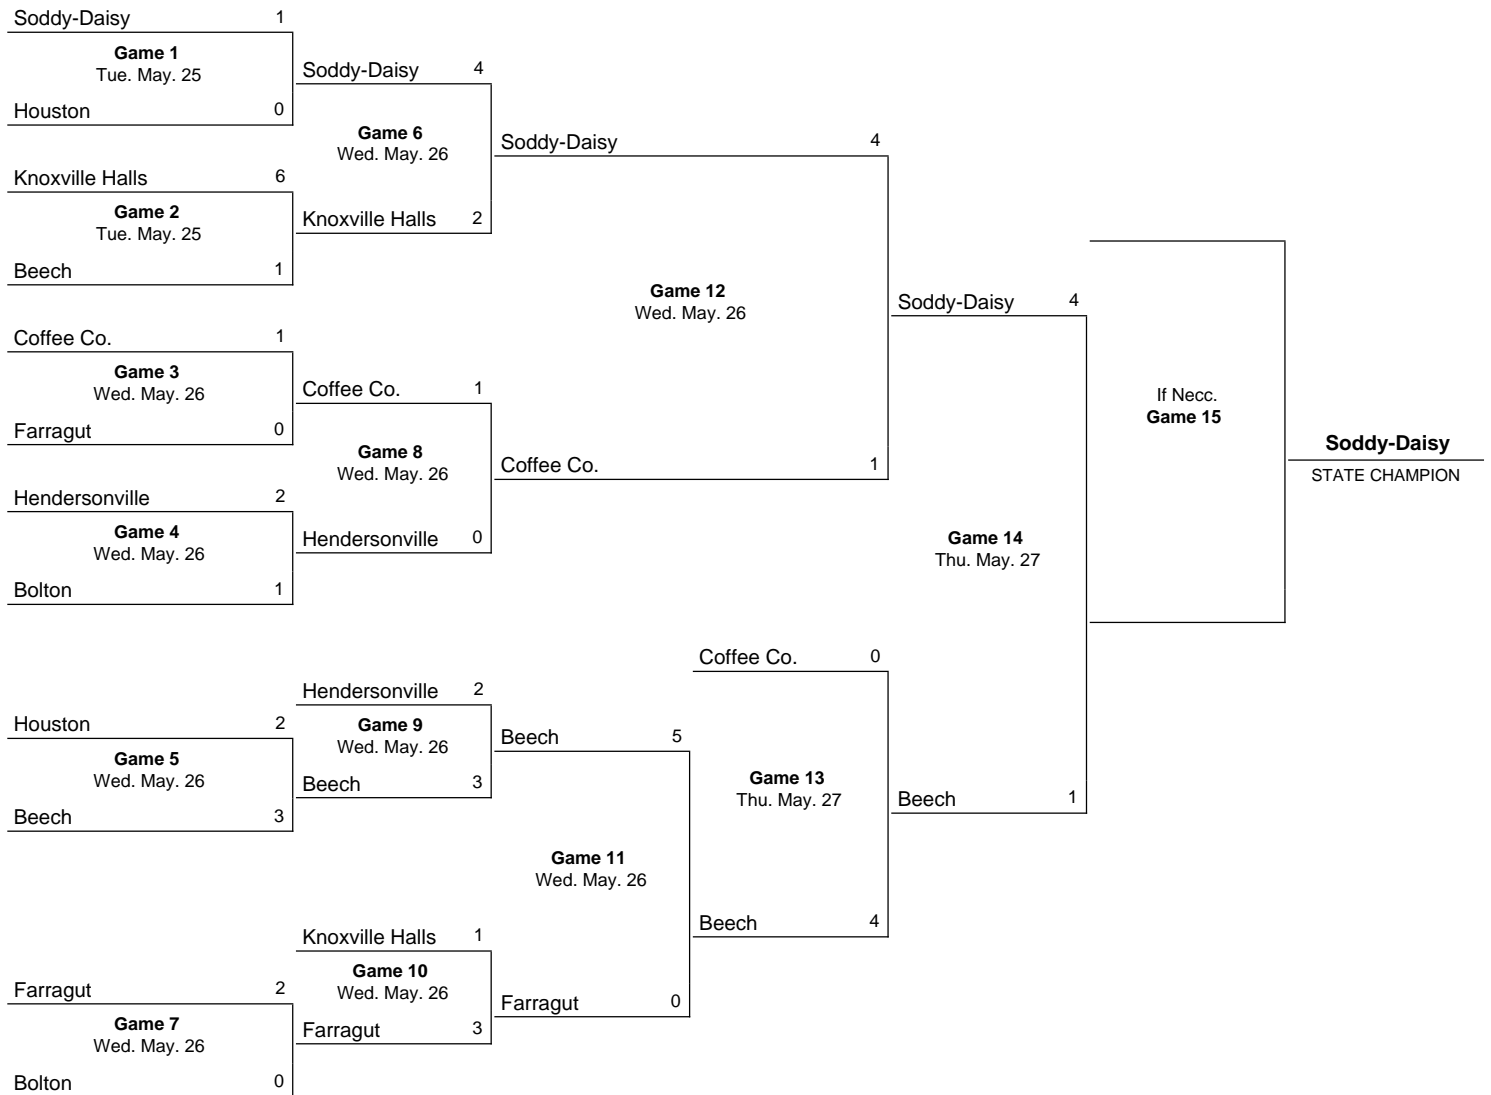 Soddy-Daisy 1
Game 1
Tue. May. 25
Houston 0
Knoxville Halls 6
Game 2
Tue. May. 25
Beech 1
Coffee Co. 1
Game 3
Wed. May. 26
Farragut 0
Hendersonville 2
Game 4
Wed. May. 26
Bolton 1
Houston 2
Game 5
Wed. May. 26
Beech 3
Farragut 2
Game 7
Wed. May. 26
Bolton 0
Soddy-Daisy 4
Game 6
Wed. May. 26
Knoxville Halls 2
Coffee Co. 1
Game 8
Wed. May. 26
Hendersonville 0
Hendersonville 2
Game 9
Wed. May. 26
Beech 3
Knoxville Halls 1
Game 10
Wed. May. 26
Farragut 3
Soddy-Daisy 4
Game 12
Wed. May. 26
Coffee Co. 1
Beech 5
Game 11
Wed. May. 26
Farragut 0
Coffee Co. 0
Game 13
Thu. May. 27
Beech 4
Soddy-Daisy 4
Game 14
Thu. May. 27
Beech 1
If Necc.
Game 15
Soddy-Daisy
STATE CHAMPION